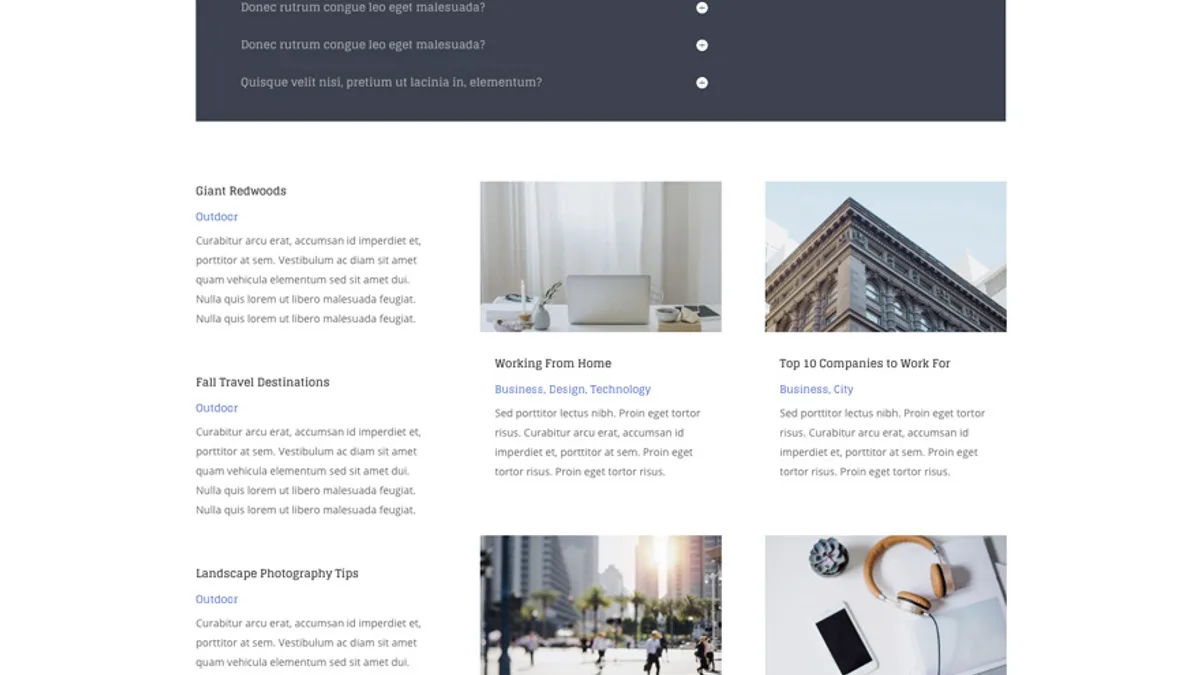 Donec rutrum congue leo eget malesuada?
Donec rutrum congue leo eget malesuada?
Quisque velit nisi, pretium ut lacinia in, elementum?
Giant Redwoods
Outdoor
Curabitur arcu erat, accumsan id imperdiet et,
porttitor at sem. Vestibulum ac diam sit amet
quam vehicula elementum sed sit amet dui.
Nulla quis lorem ut libero malesuada feugiat.
Nulla quis lorem ut libero malesuada feugiat.
Fall Travel Destinations
Outdoor
Curabitur arcu erat, accumsan id imperdiet et,
porttitor at sem. Vestibulum ac diam sit amet
quam vehicula elementum sed sit amet dui.
Nulla quis lorem ut libero malesuada feugiat.
Nulla quis lorem ut libero malesuada feugiat.
Landscape Photography Tips
Outdoor
Curabitur arcu erat, accumsan id imperdiet et,
porttitor at sem. Vestibulum ac diam sit amet
quam vehicula elementum sed sit amet dui.
Working From Home
Business, Design, Technology
Sed porttitor lectus nibh. Proin eget tortor
risus. Curabitur arcu erat, accumsan id
imperdiet et, porttitor at sem. Proin eget
tortor risus. Proin eget tortor risus.
Top 10 Companies to Work For
Business, City
Sed porttitor lectus nibh. Proin eget tortor
risus. Curabitur arcu erat, accumsan id
imperdiet et, porttitor at sem. Proin eget
tortor risus. Proin eget tortor risus.